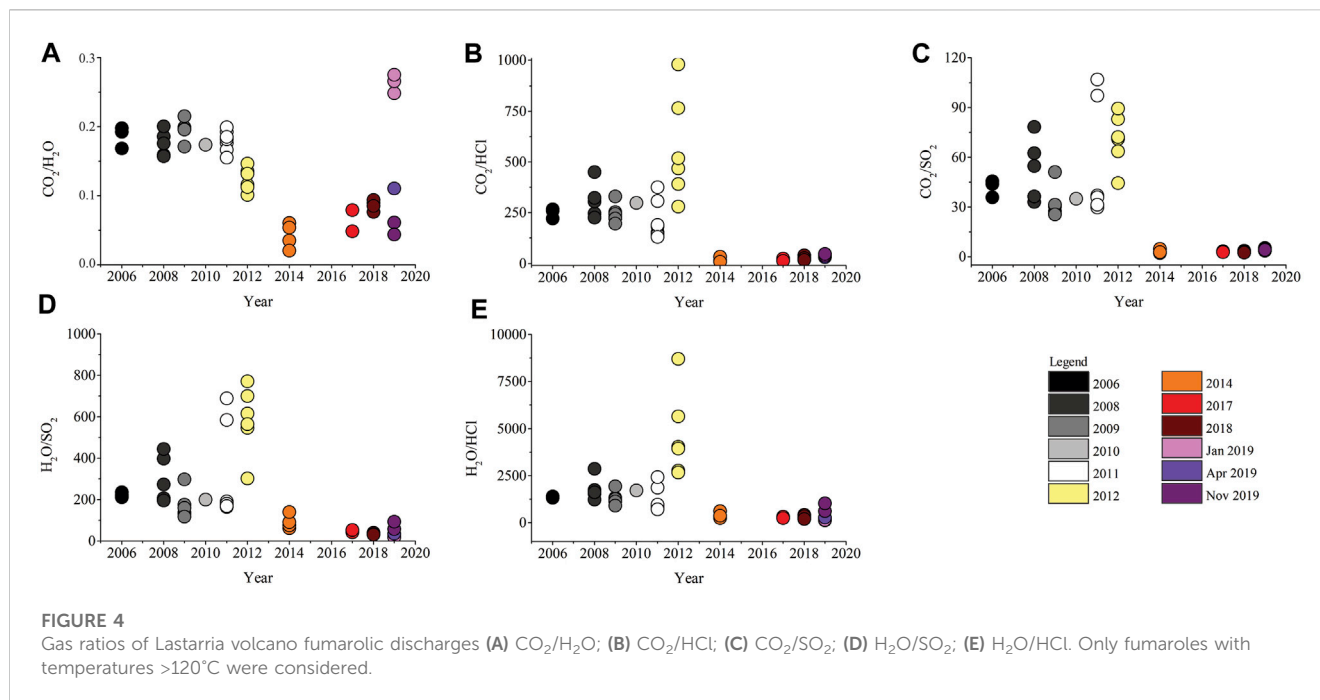 A
0.3
0.2
0.1
0.0
CO₂/H₂O
2006 2008 2010 2012 2014 2016 2018 2020
Year
B
1000
750
500
250
0
CO₂/HCl
2006 2008 2010 2012 2014 2016 2018 2020
Year
C
120
90
60
30
0
CO₂/SO₂
2006 2008 2010 2012 2014 2016 2018 2020
Year
D
1000
800
600
400
200
0
H₂O/SO₂
2006 2008 2010 2012 2014 2016 2018 2020
Year
E
10000
7500
5000
2500
0
H₂O/HCl
2006 2008 2010 2012 2014 2016 2018 2020
Year
Legend
2006
2008
2009
2010
2011
2012
2014
2017
2018
Jan 2019
Apr 2019
Nov 2019
FIGURE 4
Gas ratios of Lastarria volcano fumarolic discharges (A) CO₂/H₂O; (B) CO₂/HCl; (C) CO₂/SO₂; (D) H₂O/SO₂; (E) H₂O/HCl. Only fumaroles with
temperatures >120°C were considered.